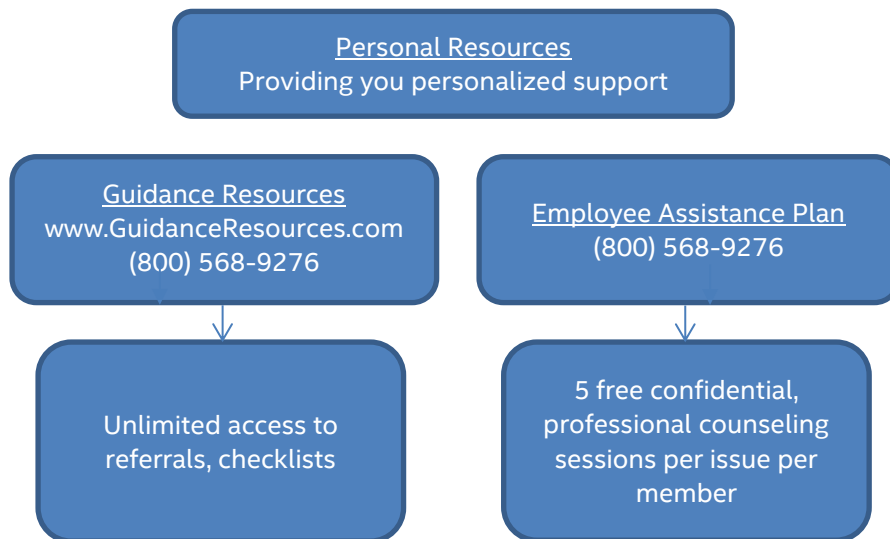 Personal Resources
Providing you personalized support
Guidance Resources
www.GuidanceResources.com
(800) 568-9276
Employee Assistance Plan
(800) 568-9276
Unlimited access to
referrals, checklists
5 free confidential,
professional counseling
sessions per issue per
member